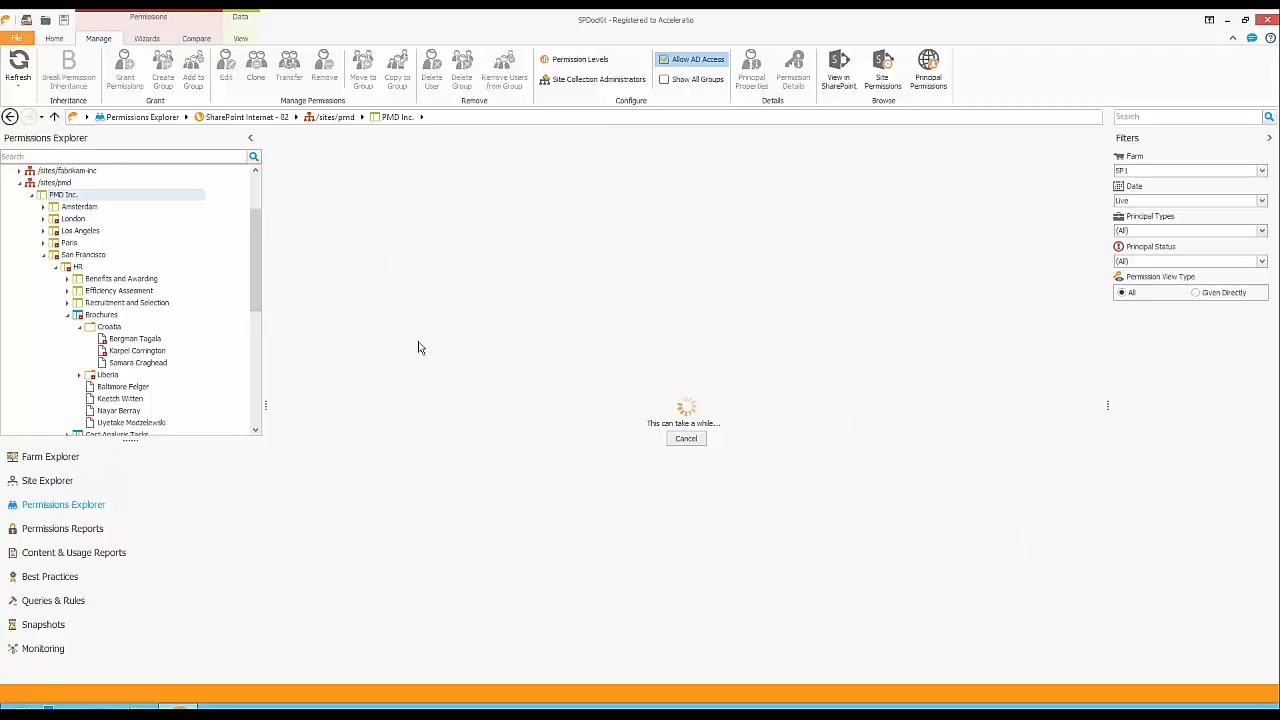 Permissions
Data
SPDocKit - Registered to Acceleratio
File
Home
Manage
Wizards
Compare
View
Refresh
Break Permission Inheritance
Grant Permissions
Create Group
Add to Group
Edit
Clone
Transfer
Remove
Move to Group
Copy to Group
Delete User
Delete Group
Remove Users from Group
Permission Levels
Site Collection Administrators
Allow AD Access
Show All Groups
Principal Properties
Permission Details
View in SharePoint
Site Permissions
Principal Permissions
Inheritance
Grant
Manage Permissions
Remove
Configure
Details
Browse
Permissions Explorer
SharePoint Internet - 82
/sites/pmd
PMD Inc.
Search
Permissions Explorer
Search
/sites/fabrikam-inc
/sites/pmd
PMD Inc.
Amsterdam
London
Los Angeles
Paris
San Francisco
HR
Benefits and Awarding
Efficiency Assesment
Recruitment and Selection
Brochures
Croatia
Borgman Tagala
Karpel Corrington
Samara Craghead
Liberia
Baltimore Felger
Keetch Witten
Nayar Berray
Uyetake Modzelewski
Cost Analysis Tasks
Farm Explorer
Site Explorer
Permissions Explorer
Permissions Reports
Content & Usage Reports
Best Practices
Queries & Rules
Snapshots
Monitoring
This can take a while...
Cancel
Filters
Farm
SP1
Date
Live
Principal Types
(All)
Principal Status
(All)
Permission View Type
All
Given Directly